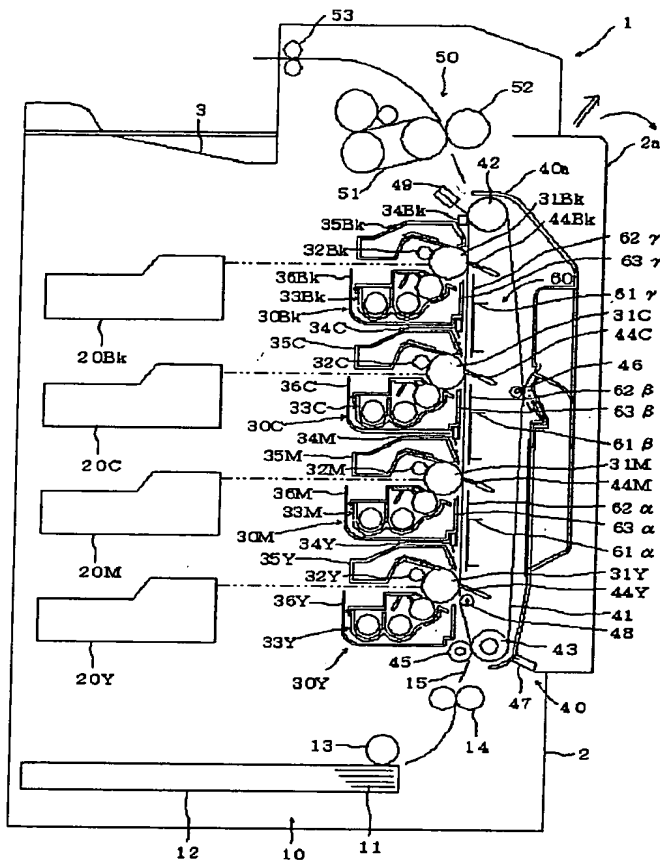 53
1
50
52
3
2a
51
49
42
40a
34Bk
31Bk
35Bk
44Bk
32Bk
62γ
36Bk
63γ
33Bk
60
30Bk
61γ
34C
31C
20Bk
35C
44C
32C
46
36C
62β
33C
63β
30C
20C
34M
61β
35M
31M
32M
44M
36M
62α
33M
63α
30M
34Y
61α
20M
35Y
31Y
32Y
44Y
36Y
41
48
33Y
43
45
20Y
30Y
15
47
40
13
14
2
12
10
11